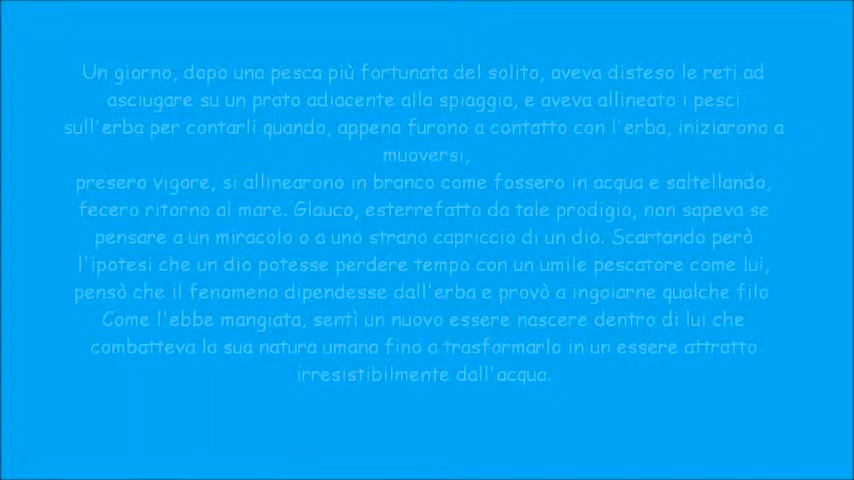 Un giorno, dopo una pesca più fortunata del solito, aveva disteso le reti ad
asciugare su un prato adiacente alla spiaggia, e aveva allineato i pesci
sull'erba per contarli quando, appena furono a contatto con l'erba, iniziarono a
muoversi,
presero vigore, si allinearono in branco come fossero in acqua e saltellando,
fecero ritorno al mare. Glauco, esterrefatto da tale prodigio, non sapeva se
pensare a un miracolo o a uno strano capriccio di un dio. Scartando però
l'ipotesi che un dio potesse perdere tempo con un umile pescatore come lui,
pensò che il fenomeno dipendesse dall'erba e provò a ingoiarne qualche filo
Come l'ebbe mangiata, sentì un nuovo essere nascere dentro di lui che
combatteva la sua natura umana fino a trasformarlo in un essere attratto
irresistibilmente dall'acqua.